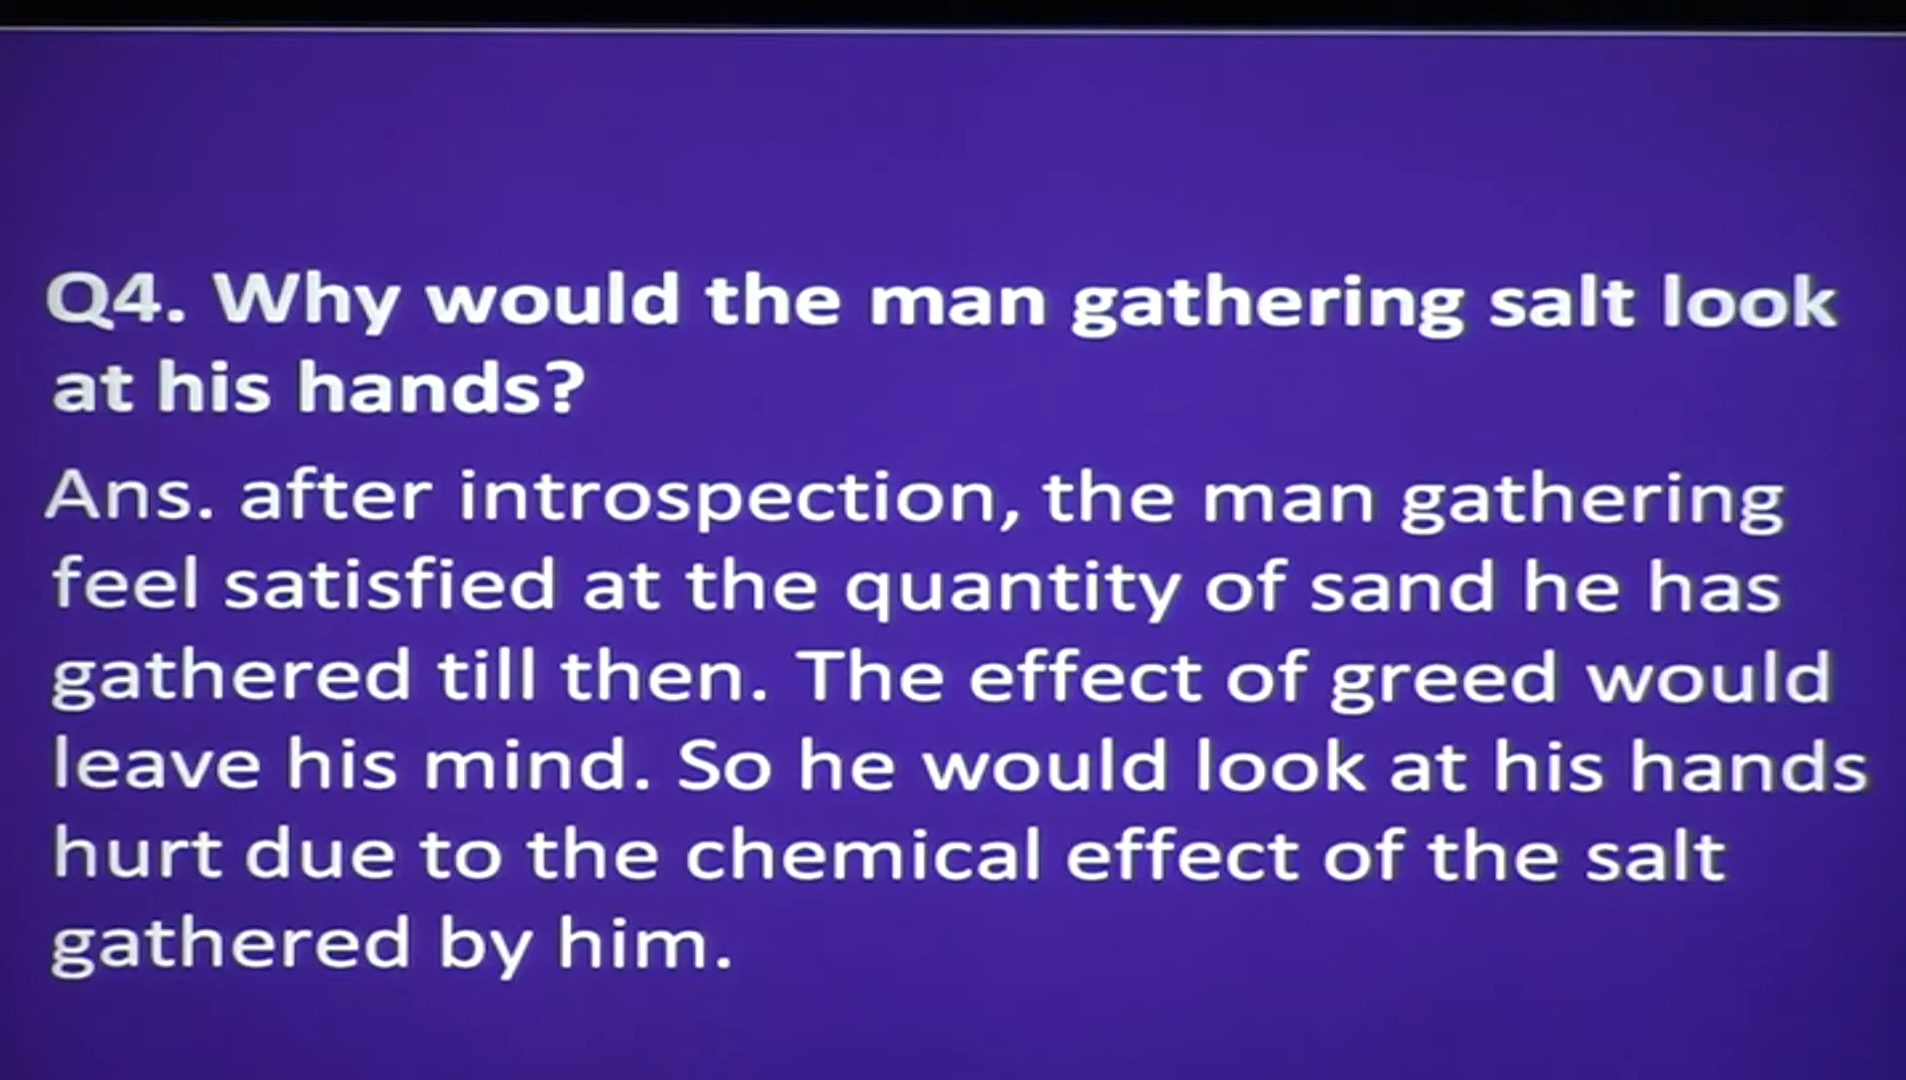 Q4. Why would the man gathering salt look
at his hands?
Ans. after introspection, the man gathering
feel satisfied at the quantity of sand he has
gathered till then. The effect of greed would
leave his mind. So he would look at his hands
hurt due to the chemical effect of the salt
gathered by him.